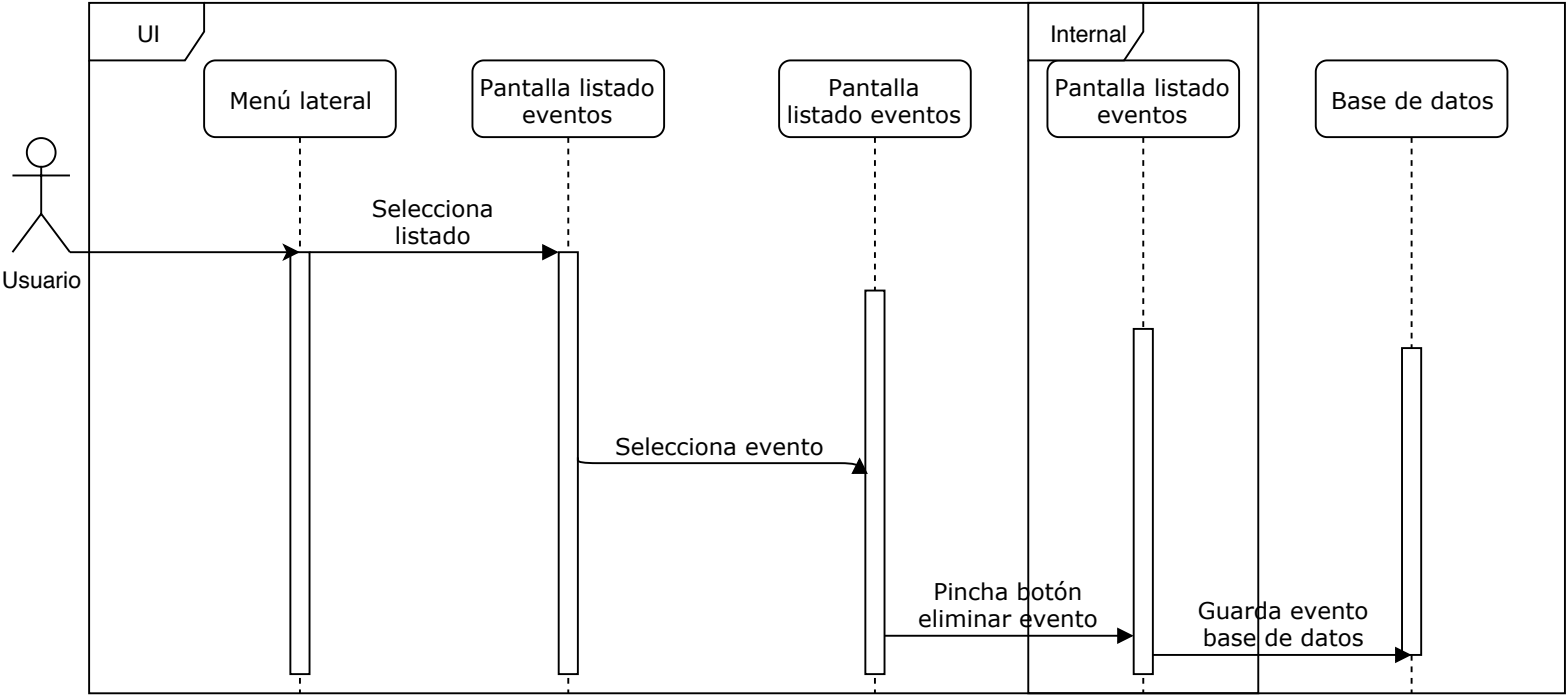 UI
Internal
Menú lateral
Pantalla listado
eventos
Pantalla
listado eventos
Pantalla listado
eventos
Base de datos
Usuario
Selecciona
listado
Selecciona evento
Pincha botón
eliminar evento
Guarda evento
base de datos